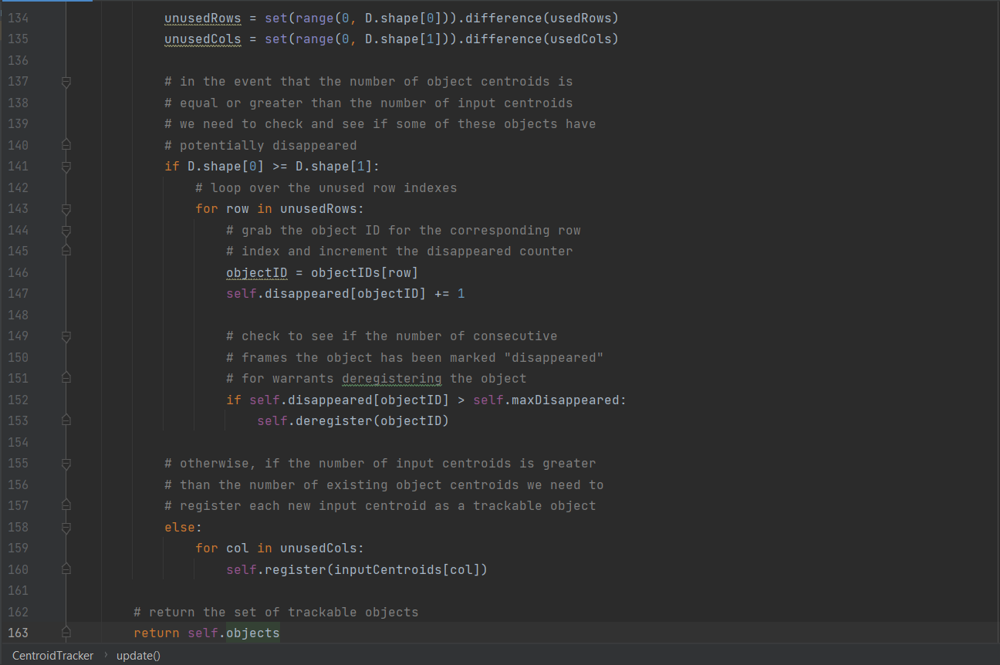 134 unusedRows = set(range(0, D.shape[0])).difference(usedRows)
135 unusedCols = set(range(0, D.shape[1])).difference(usedCols)
136
137 # in the event that the number of object centroids is
138 # equal or greater than the number of input centroids
139 # we need to check and see if some of these objects have
140 # potentially disappeared
141 if D.shape[0] >= D.shape[1]:
142 # loop over the unused row indexes
143 for row in unusedRows:
144 # grab the object ID for the corresponding row
145 # index and increment the disappeared counter
146 objectID = objectIDs[row]
147 self.disappeared[objectID] += 1
148
149 # check to see if the number of consecutive
150 # frames the object has been marked "disappeared"
151 # for warrants deregistering the object
152 if self.disappeared[objectID] > self.maxDisappeared:
153 self.deregister(objectID)
154
155 # otherwise, if the number of input centroids is greater
156 # than the number of existing object centroids we need to
157 # register each new input centroid as a trackable object
158 else:
159 for col in unusedCols:
160 self.register(inputCentroids[col])
161
162 # return the set of trackable objects
163 return self.objects
CentroidTracker › update()